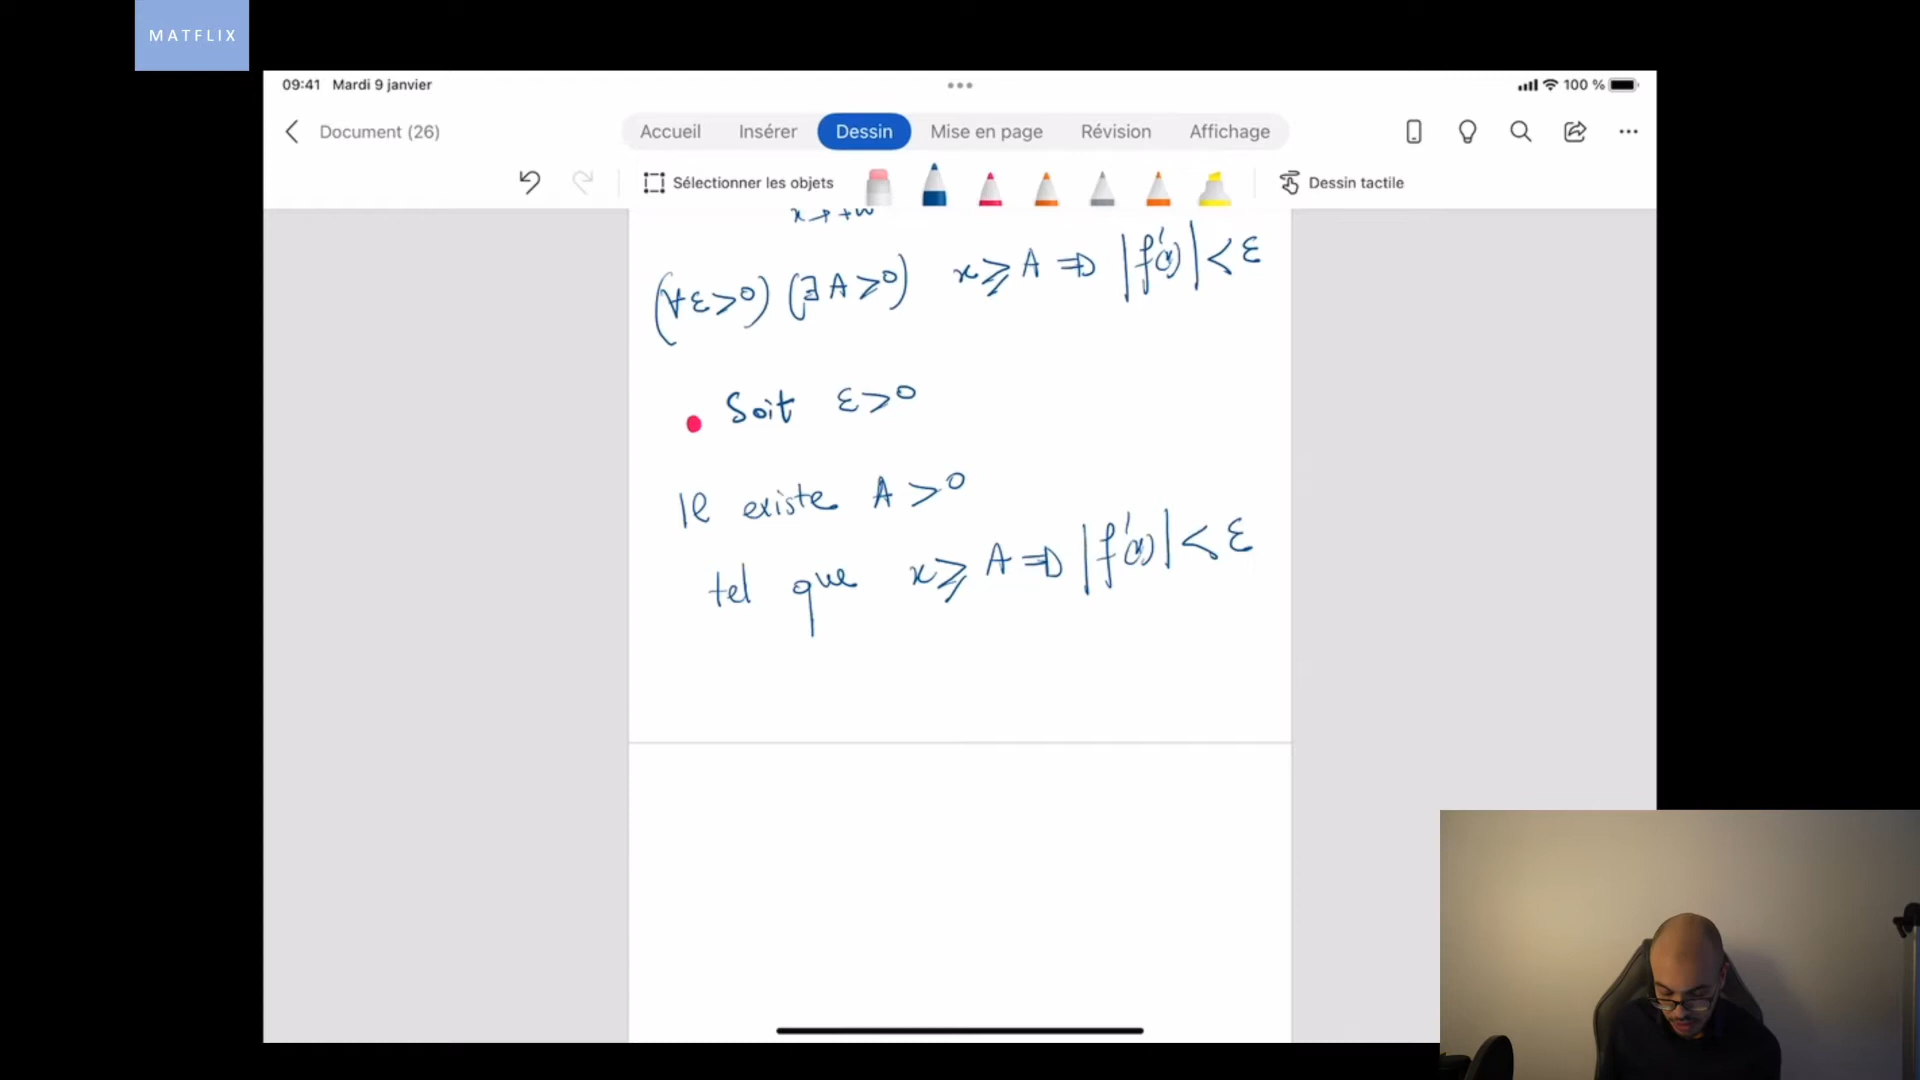 MATFLIX
09:41 Mardi 9 janvier
100 %
Document (26)
Accueil Insérer Dessin Mise en page Révision Affichage
Sélectionner les objets
Dessin tactile
x → +∞
(∀ε>0) (∃A>0) x⩾A ⇒ |f'(x)|<ε
Soit ε>0
Il existe A>0
tel que x⩾A ⇒ |f'(x)|<ε